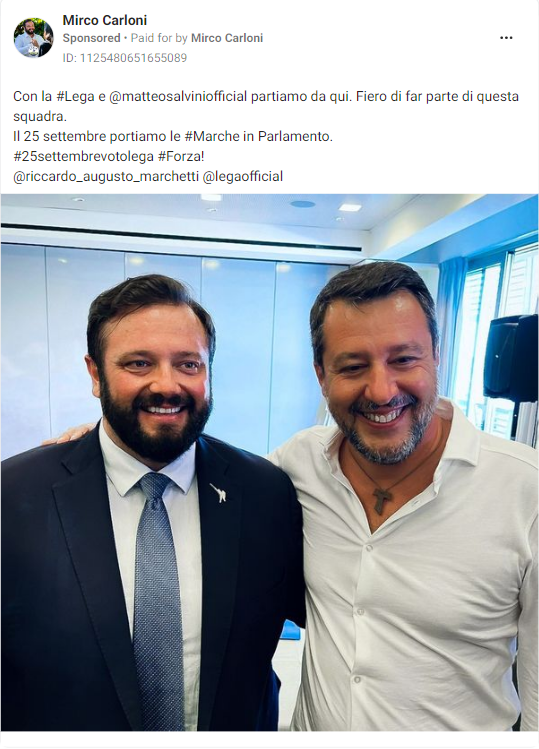 Mirco Carloni
Sponsored • Paid for by Mirco Carloni
ID: 1125480651655089
Con la #Lega e @matteosalviniofficial partiamo da qui. Fiero di far parte di questa
squadra.
Il 25 settembre portiamo le #Marche in Parlamento.
#25settembrevotolega #Forza!
@riccardo_augusto_marchetti @legaofficial